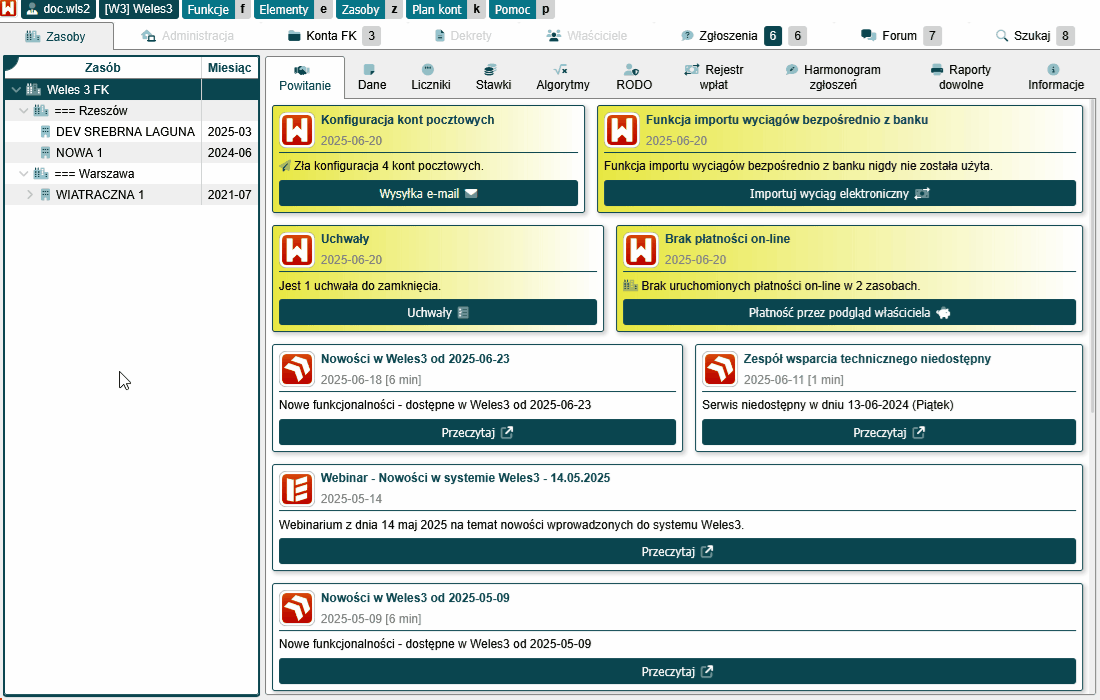 doc.wls2 [W3] Weles3 Funkcje f Elementy e Zasoby z Plan kont k Pomoc p
Zasoby Administracja Konta FK 3 Dekrety Właściciele Zgłoszenia 6 6 Forum 7 Szukaj 8
Zasób Miesiąc
Weles 3 FK
=== Rzeszów
DEV SREBRNA LAGUNA 2025-03
NOWA 1 2024-06
=== Warszawa
WIATRACZNA 1 2021-07
Powitanie Dane Liczniki Stawki Algorytmy RODO Rejestr wpłat Harmonogram zgłoszeń Raporty dowolne Informacje
Konfiguracja kont pocztowych
2025-06-20
Zła konfiguracja 4 kont pocztowych.
Wysyłka e-mail
Funkcja importu wyciągów bezpośrednio z banku
2025-06-20
Funkcja importu wyciągów bezpośrednio z banku nigdy nie została użyta.
Importuj wyciąg elektroniczny
Uchwały
2025-06-20
Jest 1 uchwała do zamknięcia.
Uchwały
Brak płatności on-line
2025-06-20
Brak uruchomionych płatności on-line w 2 zasobach.
Płatność przez podgląd właściciela
Nowości w Weles3 od 2025-06-23
2025-06-18 [6 min]
Nowe funkcjonalności - dostępne w Weles3 od 2025-06-23
Przeczytaj
Zespół wsparcia technicznego niedostępny
2025-06-11 [1 min]
Serwis niedostępny w dniu 13-06-2024 (Piątek)
Przeczytaj
Webinar - Nowości w systemie Weles3 - 14.05.2025
2025-05-14
Webinarium z dnia 14 maj 2025 na temat nowości wprowadzonych do systemu Weles3.
Przeczytaj
Nowości w Weles3 od 2025-05-09
2025-05-09 [6 min]
Nowe funkcjonalności - dostępne w Weles3 od 2025-05-09
Przeczytaj